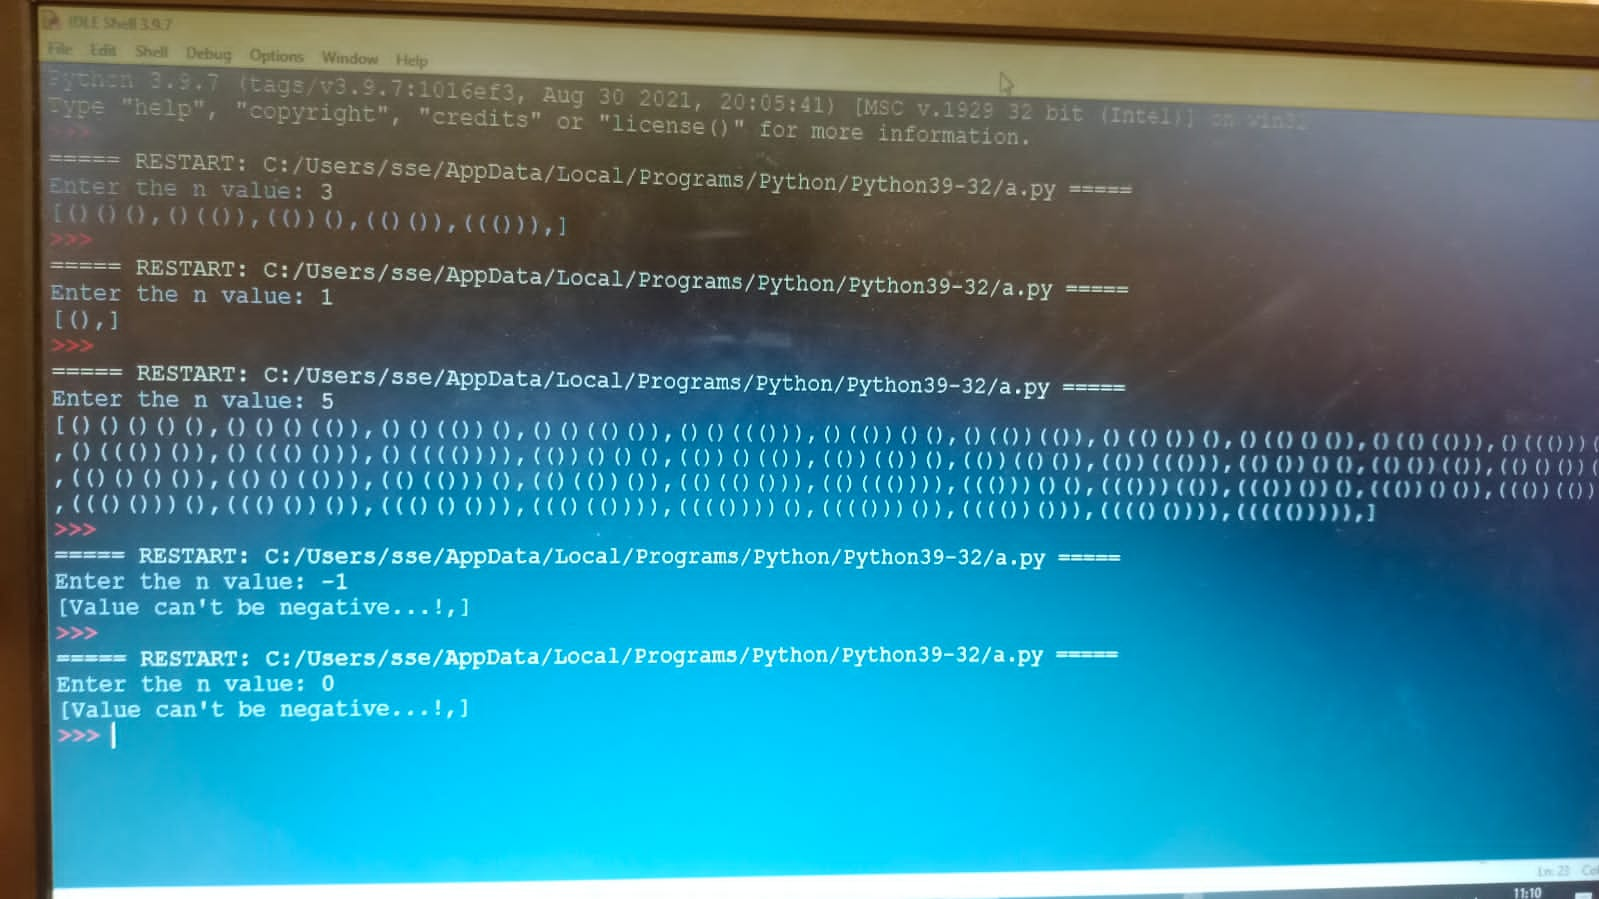 IDLE Shell 3.9.7
File Edit Shell Debug Options Window Help
Python 3.9.7 (tags/v3.9.7:1016ef3, Aug 30 2021, 20:05:41) [MSC v.1929 32 bit (Intel)] on win32
Type "help", "copyright", "credits" or "license()" for more information.
>>>
===== RESTART: C:/Users/sse/AppData/Local/Programs/Python/Python39-32/a.py =====
Enter the n value: 3
[()()(),()(()),(())(),(()()),((())),]
>>>
===== RESTART: C:/Users/sse/AppData/Local/Programs/Python/Python39-32/a.py =====
Enter the n value: 1
[(),]
>>>
===== RESTART: C:/Users/sse/AppData/Local/Programs/Python/Python39-32/a.py =====
Enter the n value: 5
[()()()()(),()()()(()),()()(())(),()()(()()),()()((())),()(())()(),()(())(()),()(()())(),()(()()()),()(()(())),()((()))(
,()((())()),()((()())),()(((()))),(())()()(),(())()(()),(())(())(),(())(()()),(())((())),(()())()(),(()())(()),(()()())(
,(()()()()),(()()(())),(()(()))(),(()(())()),(()(()())),(()((()))),((()))()(),((()))(()),((())())(),((())()()),((())(())
,((()()))(),((()())()),((()()())),((()(()))),(((())))(),(((()))()),(((())())),(((()()))),((((())))),]
>>>
===== RESTART: C:/Users/sse/AppData/Local/Programs/Python/Python39-32/a.py =====
Enter the n value: -1
[Value can't be negative...!,]
>>>
===== RESTART: C:/Users/sse/AppData/Local/Programs/Python/Python39-32/a.py =====
Enter the n value: 0
[Value can't be negative...!,]
>>>
Ln: 23 Col
11:10